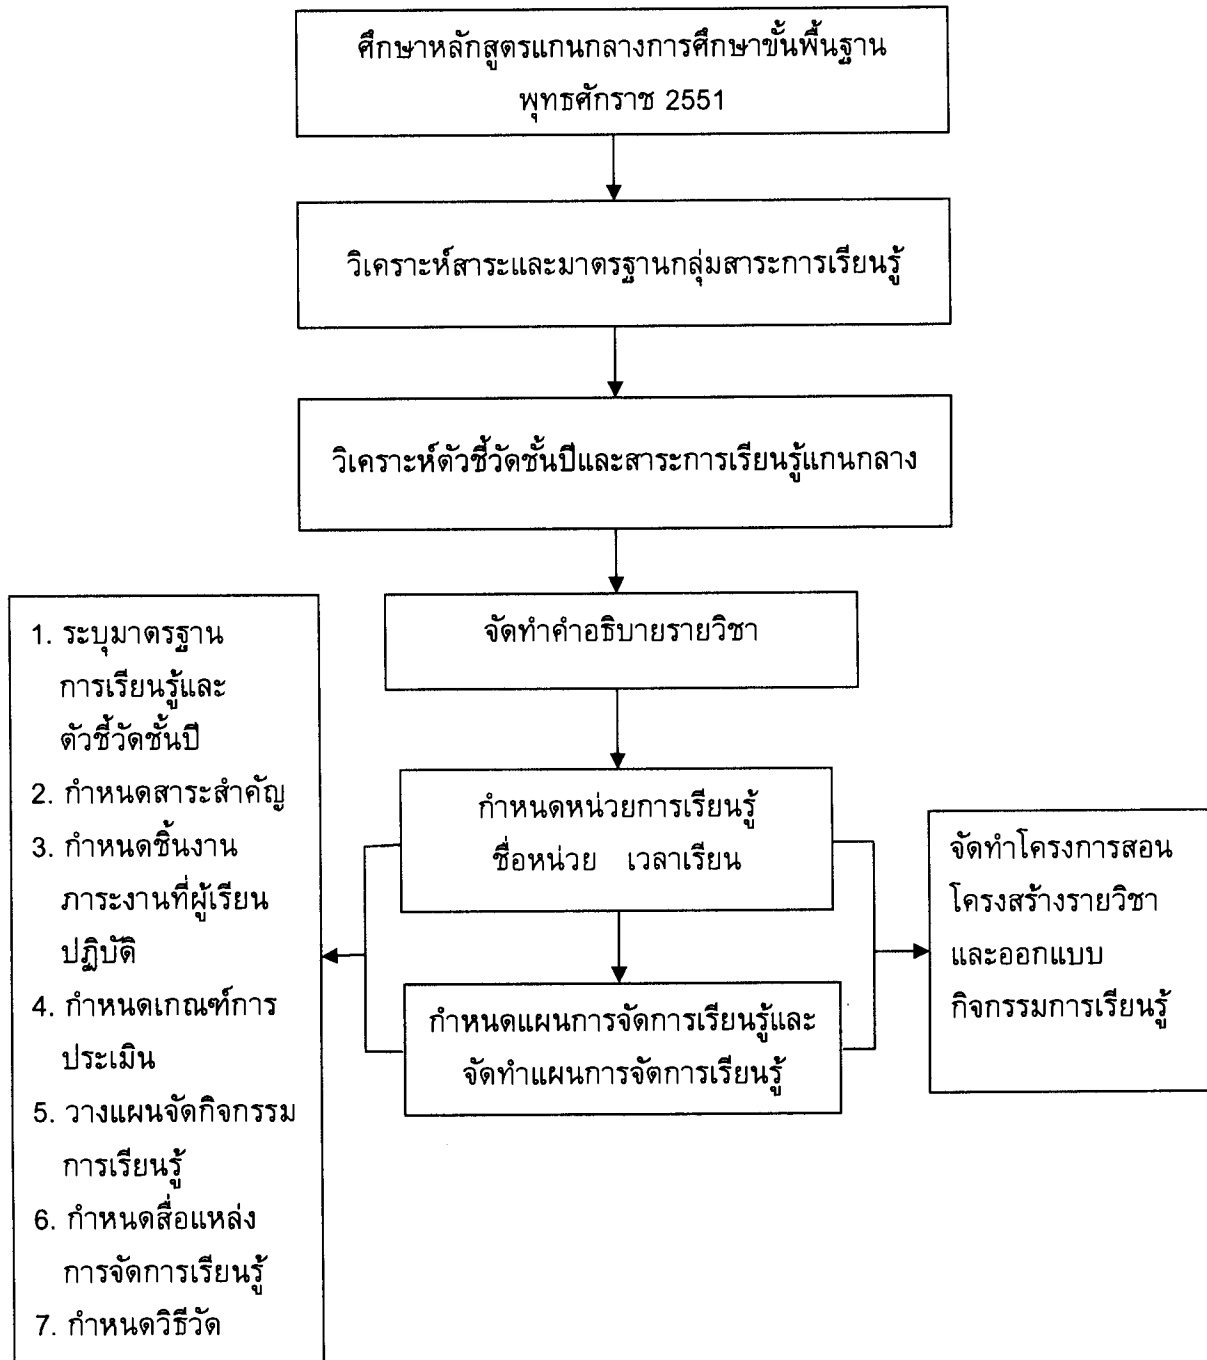 ศึกษาหลักสูตรแกนกลางการศึกษาขั้นพื้นฐาน
พุทธศักราช 2551
วิเคราะห์สาระและมาตรฐานกลุ่มสาระการเรียนรู้
วิเคราะห์ตัวชี้วัดชั้นปีและสาระการเรียนรู้แกนกลาง
จัดทำคำอธิบายรายวิชา
กำหนดหน่วยการเรียนรู้
ชื่อหน่วย เวลาเรียน
กำหนดแผนการจัดการเรียนรู้และ
จัดทำแผนการจัดการเรียนรู้
1. ระบุมาตรฐาน
การเรียนรู้และ
ตัวชี้วัดชั้นปี
2. กำหนดสาระสำคัญ
3. กำหนดชิ้นงาน
ภาระงานที่ผู้เรียน
ปฏิบัติ
4. กำหนดเกณฑ์การ
ประเมิน
5. วางแผนจัดกิจกรรม
การเรียนรู้
6. กำหนดสื่อแหล่ง
การจัดการเรียนรู้
7. กำหนดวิธีวัด
จัดทำโครงการสอน
โครงสร้างรายวิชา
และออกแบบ
กิจกรรมการเรียนรู้